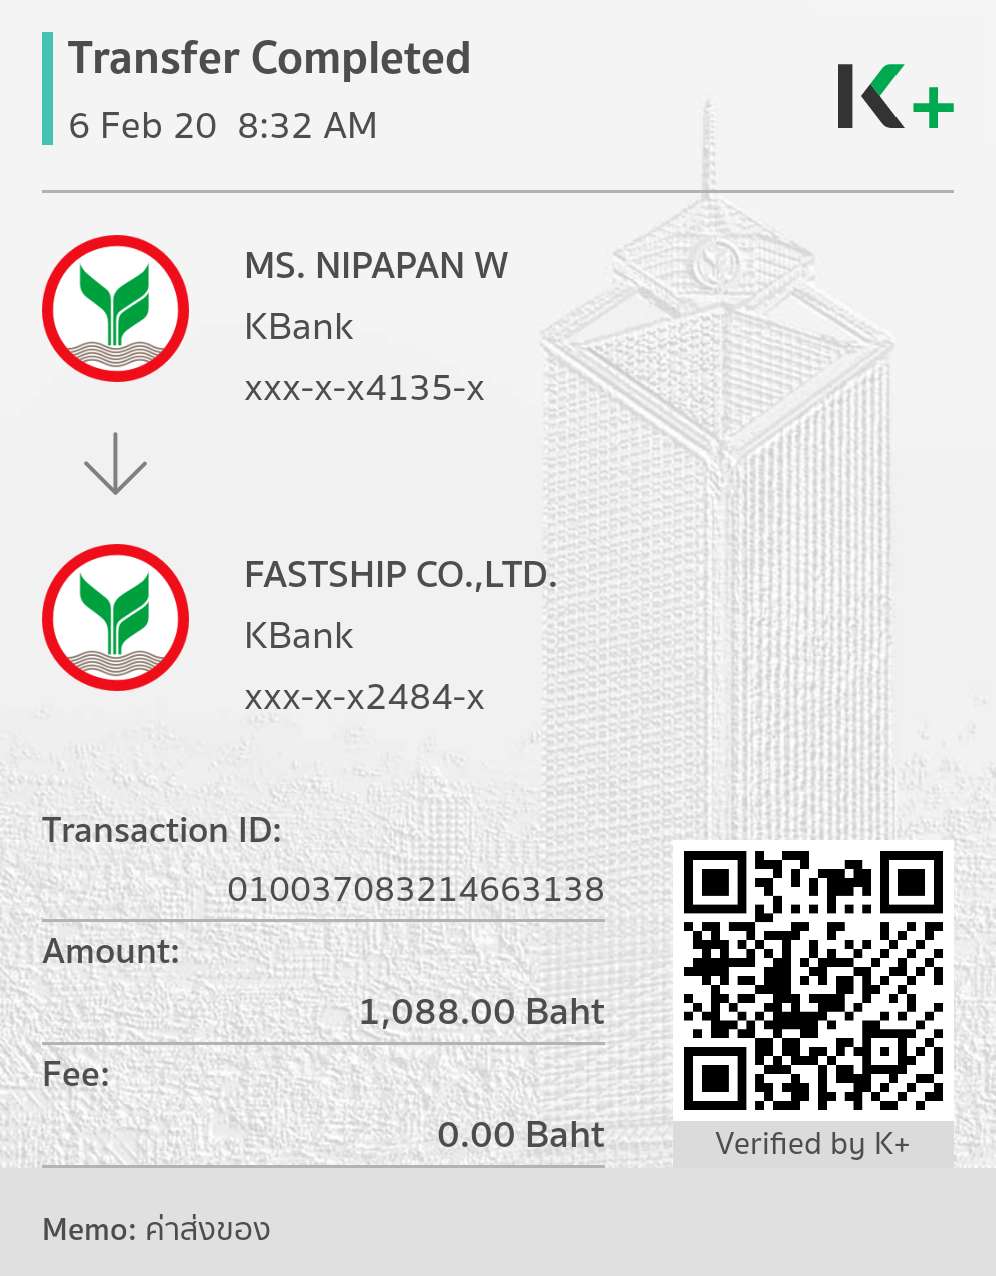 Transfer Completed
6 Feb 20 8:32 AM
K+
MS. NIPAPAN W
KBank
xxx-x-x4135-x
FASTSHIP CO.,LTD.
KBank
xxx-x-x2484-x
Transaction ID:
010037083214663138
Amount:
1,088.00 Baht
Fee:
0.00 Baht
Verified by K+
Memo: ค่าส่งของ